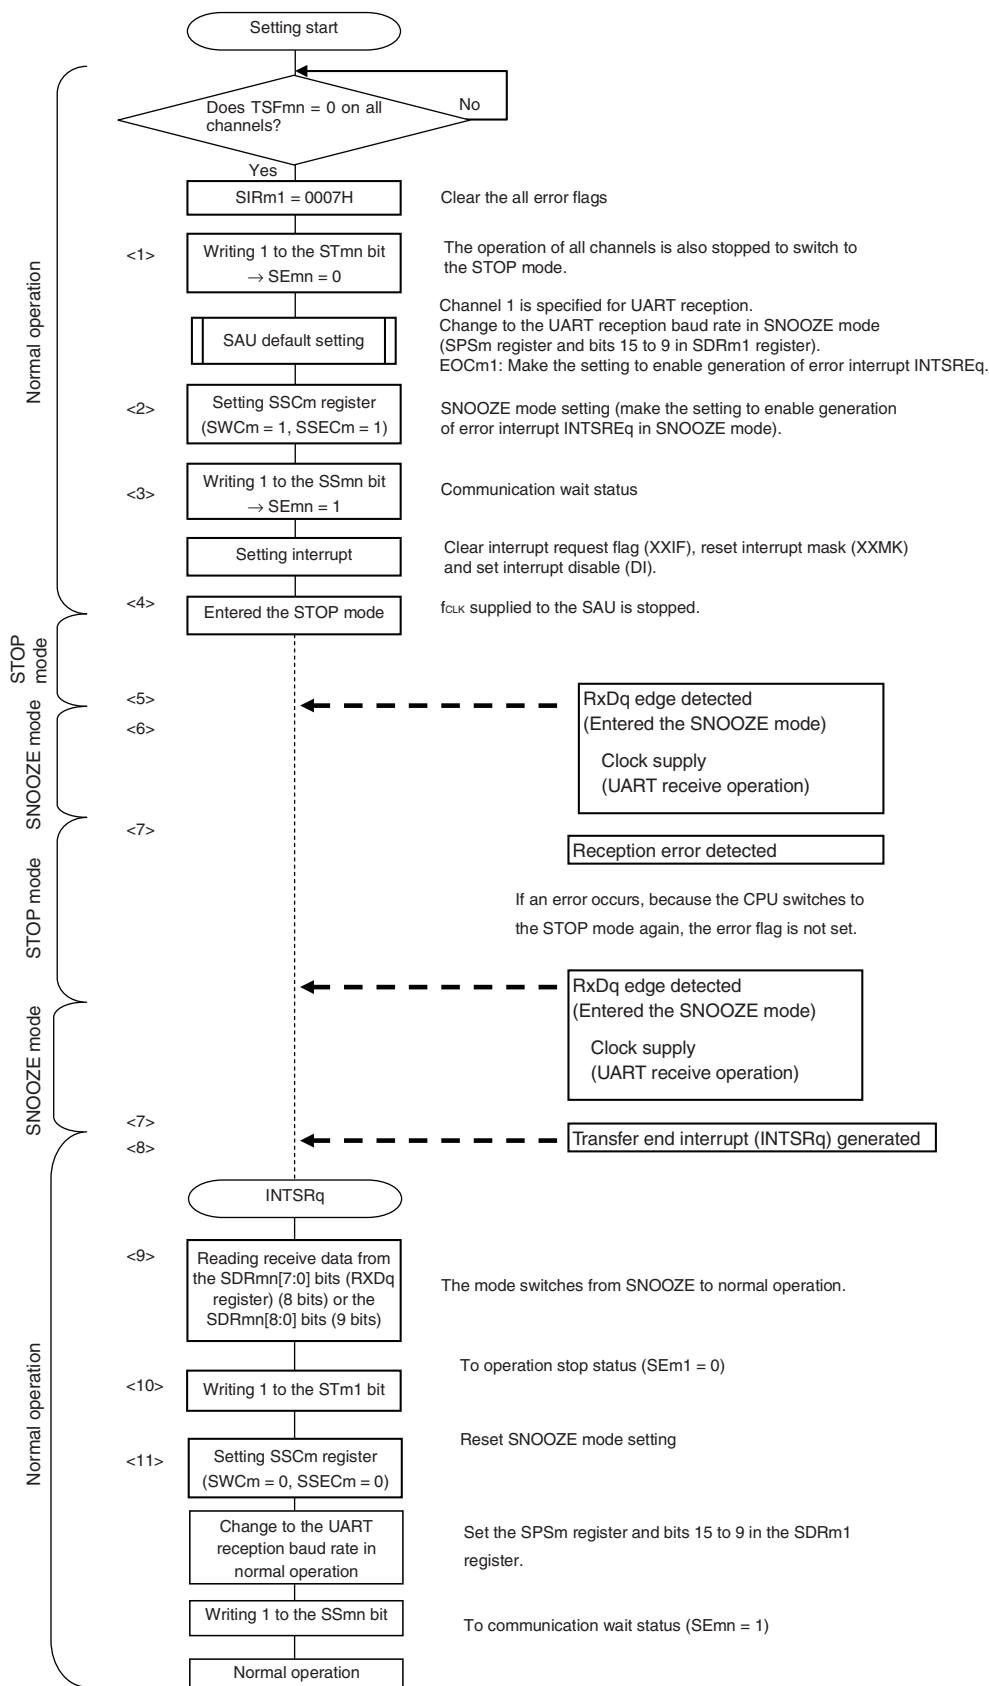 Setting start
Does TSFmn = 0 on all
channels?
No
Yes
SIRm1 = 0007H
Clear the all error flags
<1>
Writing 1 to the STmn bit
→ SEmn = 0
The operation of all channels is also stopped to switch to
the STOP mode.
Normal operation
SAU default setting
Channel 1 is specified for UART reception.
Change to the UART reception baud rate in SNOOZE mode
(SPSm register and bits 15 to 9 in SDRm1 register).
EOCm1: Make the setting to enable generation of error interrupt INTSREq.
<2>
Setting SSCm register
(SWCm = 1, SSECm = 1)
SNOOZE mode setting (make the setting to enable generation
of error interrupt INTSREq in SNOOZE mode).
<3>
Writing 1 to the SSmn bit
→ SEmn = 1
Communication wait status
Setting interrupt
Clear interrupt request flag (XXIF), reset interrupt mask (XXMK)
and set interrupt disable (DI).
<4>
Entered the STOP mode
fCLK supplied to the SAU is stopped.
STOP
mode
<5>
RxDq edge detected
(Entered the SNOOZE mode)
<6>
Clock supply
(UART receive operation)
SNOOZE mode
<7>
Reception error detected
STOP mode
If an error occurs, because the CPU switches to
the STOP mode again, the error flag is not set.
RxDq edge detected
(Entered the SNOOZE mode)
Clock supply
(UART receive operation)
SNOOZE mode
<7>
<8>
Transfer end interrupt (INTSRq) generated
INTSRq
<9>
Reading receive data from
the SDRmn[7:0] bits (RXDq
register) (8 bits) or the
SDRmn[8:0] bits (9 bits)
The mode switches from SNOOZE to normal operation.
Normal operation
To operation stop status (SEm1 = 0)
<10>
Writing 1 to the STm1 bit
Reset SNOOZE mode setting
<11>
Setting SSCm register
(SWCm = 0, SSECm = 0)
Change to the UART
reception baud rate in
normal operation
Set the SPSm register and bits 15 to 9 in the SDRm1
register.
Writing 1 to the SSmn bit
To communication wait status (SEmn = 1)
Normal operation